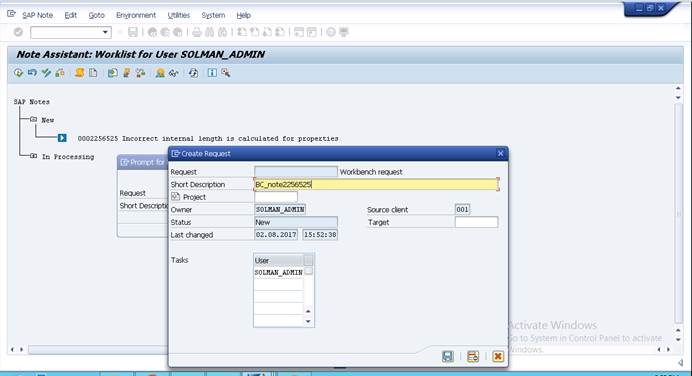 SAP Note Edit Goto Environment Utilities System Help
Note Assistant: Worklist for User SOLMAN_ADMIN
SAP Notes
New
0002256525 Incorrect internal length is calculated for properties
In Processing
Prompt for
Request
Short Descripti
Create Request
Request Workbench request
Short Description BC_note2256525
Project
Owner SOLMAN_ADMIN Source client 001
Status New Target
Last changed 02.08.2017 15:52:38
Tasks User
SOLMAN_ADMIN
Activate Windows
Go to System in Control Panel to activate
Windows.